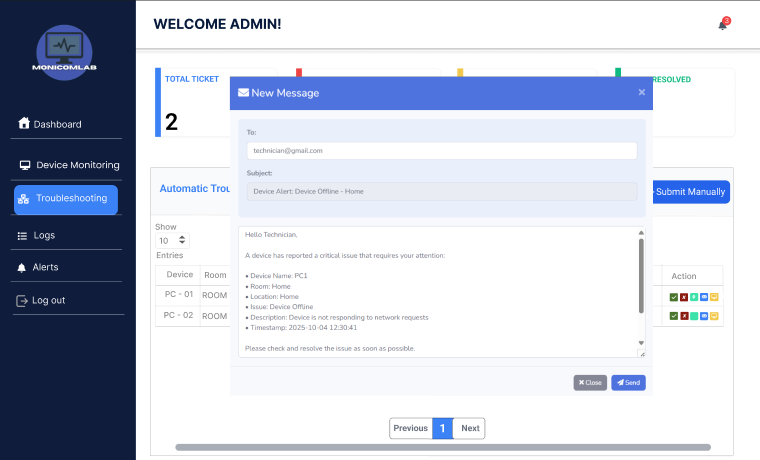 WELCOME ADMIN!
3
MONICOMLAB
Dashboard
Device Monitoring
Troubleshooting
Logs
Alerts
Log out
TOTAL TICKET
2
RESOLVED
New Message
×
To:
technician@gmail.com
Subject:
Device Alert: Device Offline - Home
Hello Technician,
A device has reported a critical issue that requires your attention:
• Device Name: PC1
• Room: Home
• Location: Home
• Issue: Device Offline
• Description: Device is not responding to network requests
• Timestamp: 2025-10-04 12:30:41
Please check and resolve the issue as soon as possible.
Close
Send
Automatic Trou
Submit Manually
Show
10
Entries
Device Room Action
PC - 01 ROOM
PC - 02 ROOM
Previous 1 Next